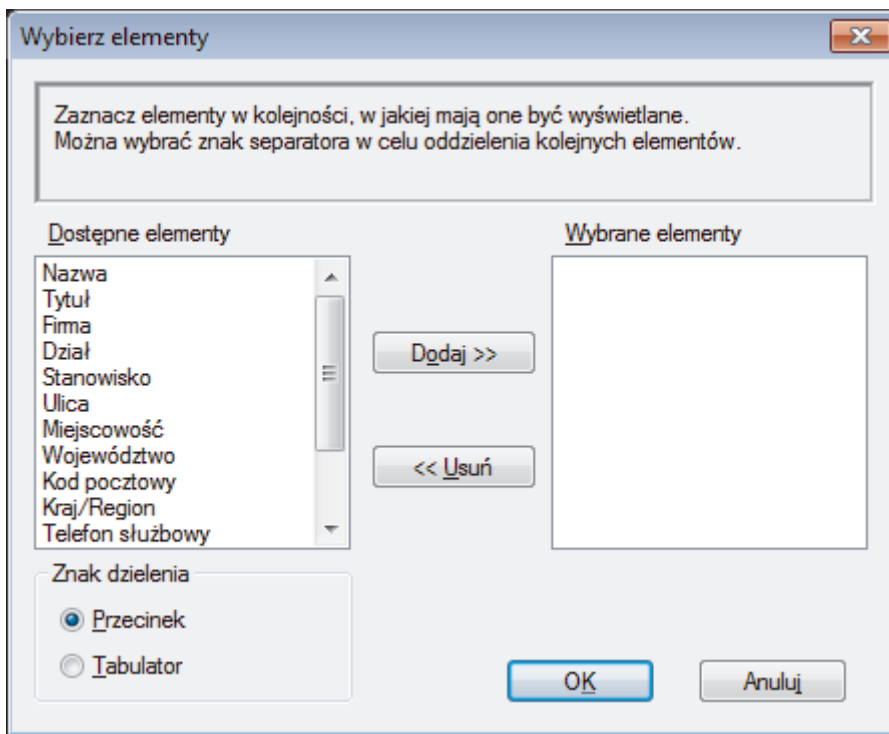 Wybierz elementy
Zaznacz elementy w kolejności, w jakiej mają one być wyświetlane.
Można wybrać znak separatora w celu oddzielenia kolejnych elementów.
Dostępne elementy
Wybrane elementy
Nazwa
Tytuł
Firma
Dział
Stanowisko
Ulica
Miejscowość
Województwo
Kod pocztowy
Kraj/Region
Telefon służbowy
Dodaj >>
<< Usuń
Znak dzielenia
Przecinek
Tabulator
OK
Anuluj